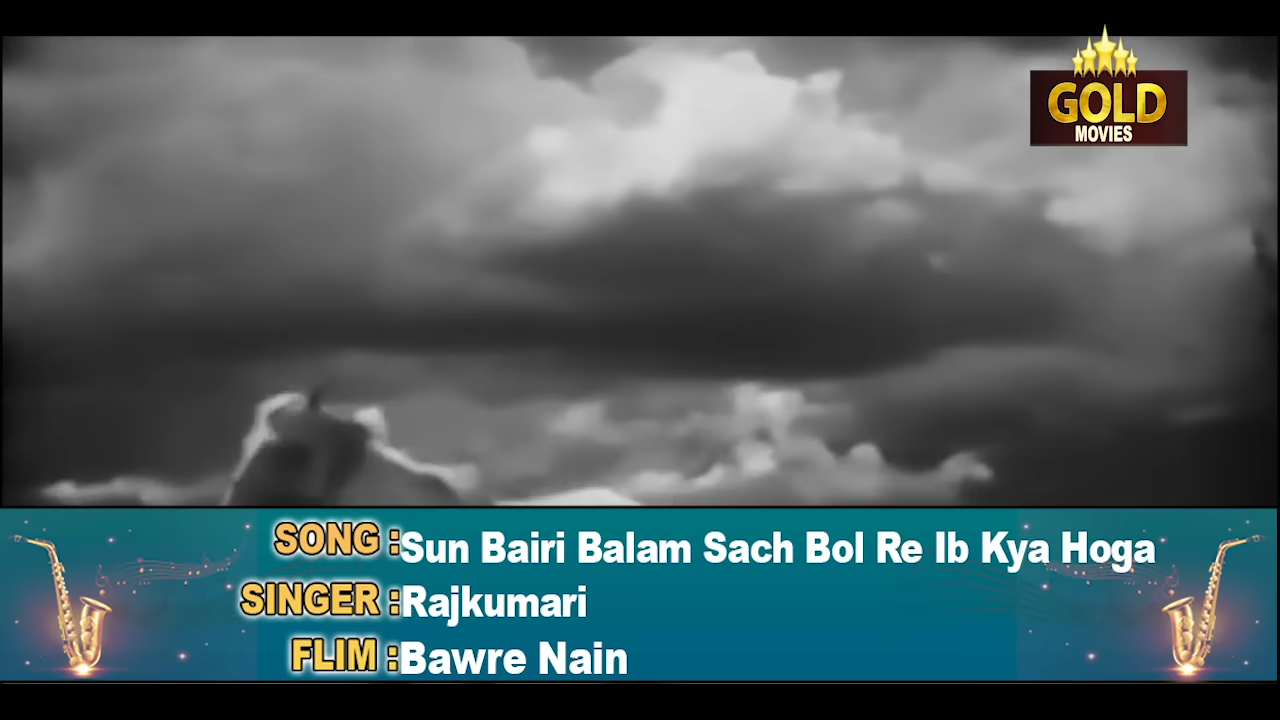 GOLD
MOVIES
SONG : Sun Bairi Balam Sach Bol Re Ib Kya Hoga
SINGER : Rajkumari
FLIM : Bawre Nain